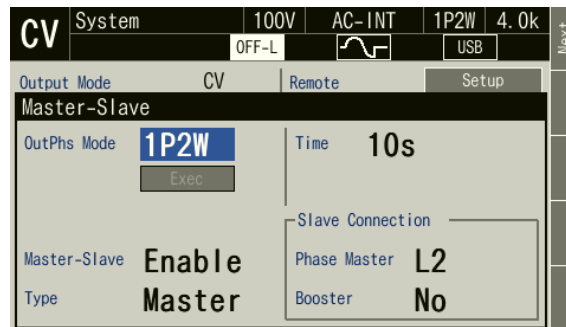 CV System 100V AC-INT 1P2W 4.0k
OFF-L USB
Next
Output Mode CV Remote Setup
Master-Slave
OutPhs Mode 1P2W Time 10s
Exec
Slave Connection
Master-Slave Enable Phase Master L2
Type Master Booster No